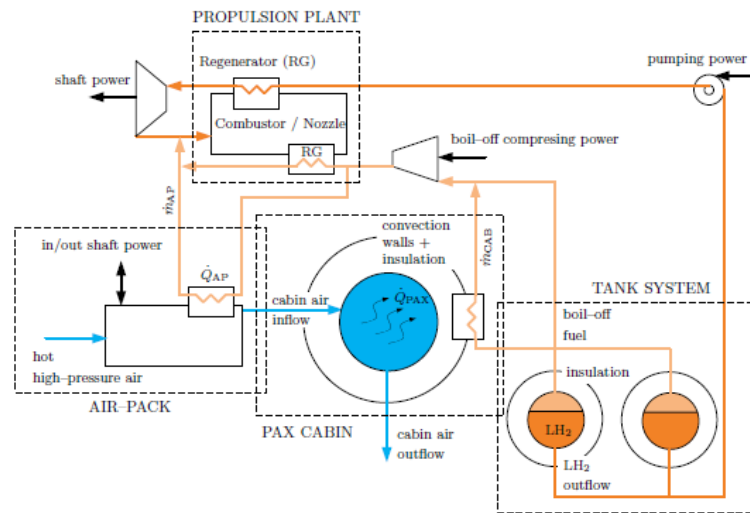 PROPULSION PLANT
Regenerator (RG)
pumping power
shaft power
Combustor / Nozzle
boil–off compresing power
RG
ṁAP
convection
walls +
insulation
ṁCAB
in/out shaft power
Q̇AP
Q̇PAX
TANK SYSTEM
cabin air
inflow
boil–off
fuel
hot
high–pressure air
insulation
AIR–PACK
PAX CABIN
cabin air
outflow
LH2
LH2
outflow